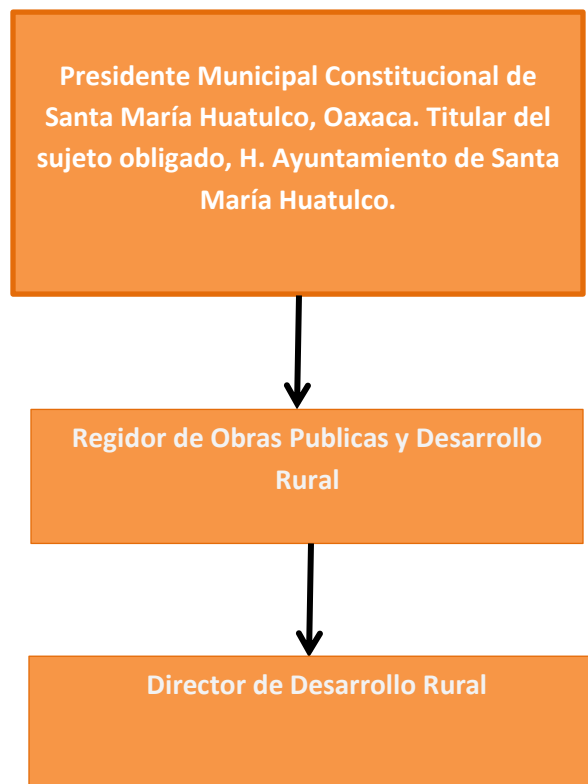 Presidente Municipal Constitucional de
Santa María Huatulco, Oaxaca. Titular del
sujeto obligado, H. Ayuntamiento de Santa
María Huatulco.
Regidor de Obras Publicas y Desarrollo
Rural
Director de Desarrollo Rural